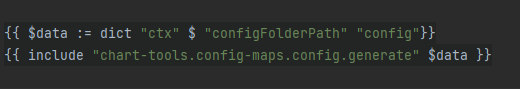 {{ $data := dict "ctx" $ "configFolderPath" "config"}}
{{ include "chart-tools.config-maps.config.generate" $data }}